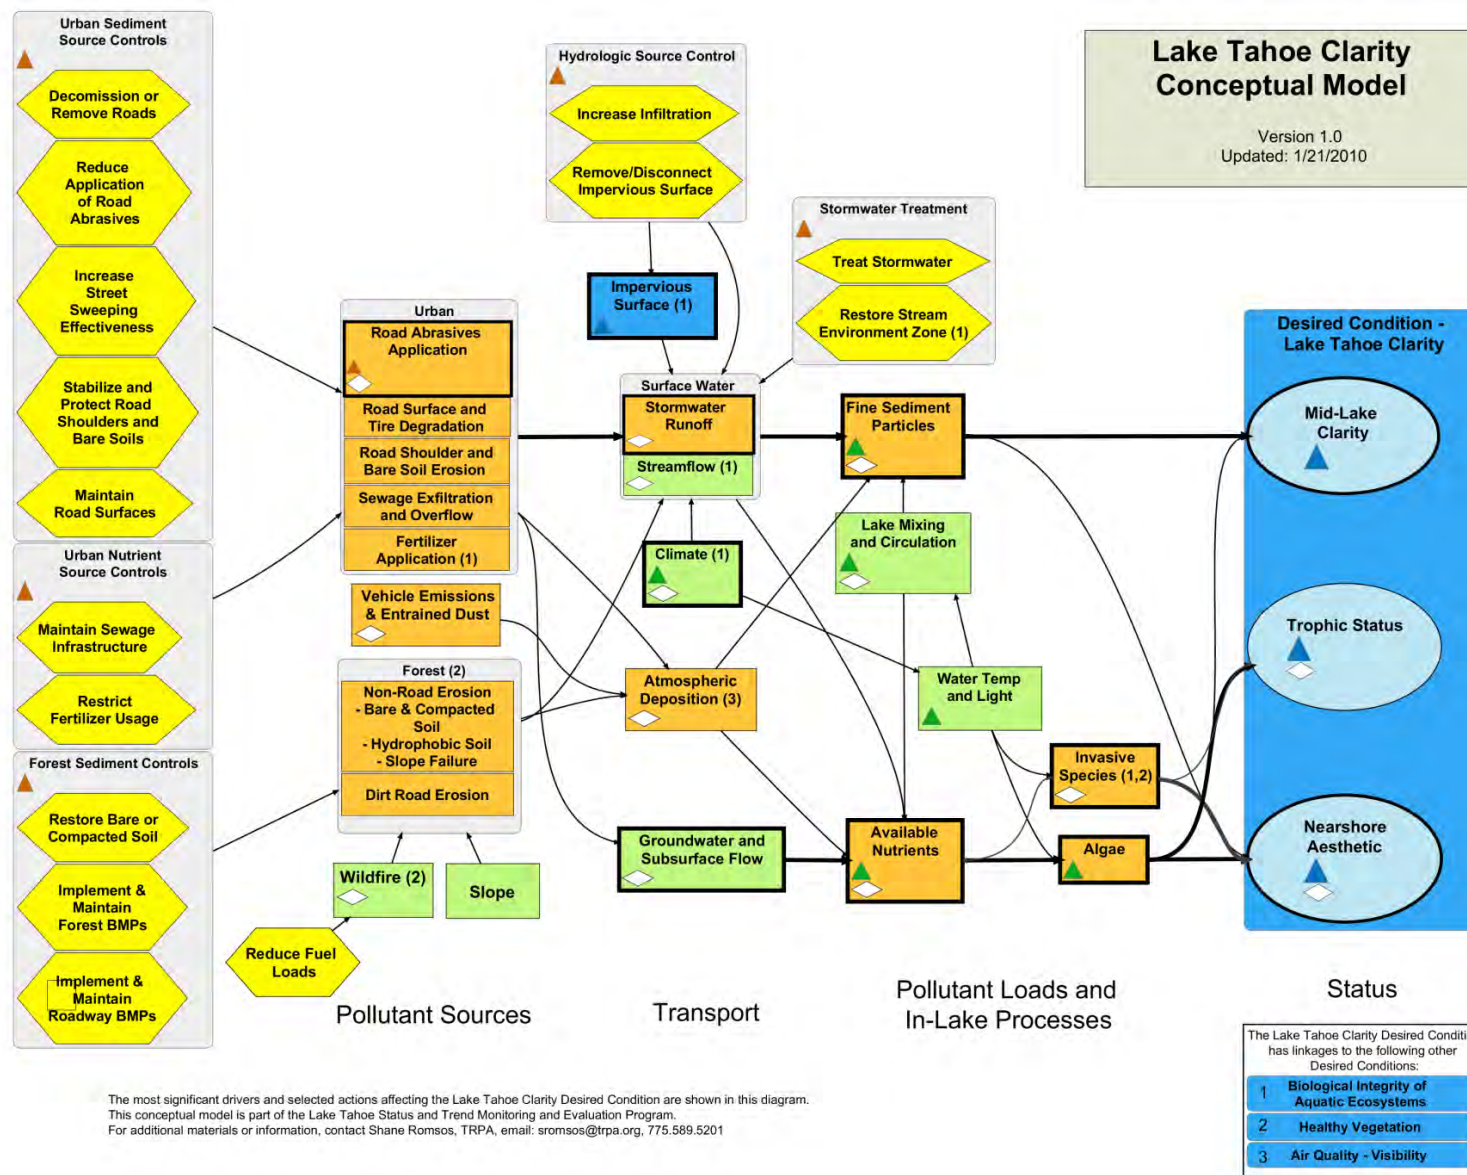 Urban Sediment
Source Controls
Decomission or
Remove Roads
Reduce
Application
of Road
Abrasives
Increase
Street
Sweeping
Effectiveness
Stabilize and
Protect Road
Shoulders and
Bare Soils
Maintain
Road Surfaces
Urban Nutrient
Source Controls
Maintain Sewage
Infrastructure
Restrict
Fertilizer Usage
Forest Sediment Controls
Restore Bare or
Compacted Soil
Implement &
Maintain
Forest BMPs
Implement &
Maintain
Roadway BMPs
Reduce Fuel
Loads
Urban
Road Abrasives
Application
Road Surface and
Tire Degradation
Road Shoulder and
Bare Soil Erosion
Sewage Exfiltration
and Overflow
Fertilizer
Application (1)
Vehicle Emissions
& Entrained Dust
Forest (2)
Non-Road Erosion
- Bare & Compacted
Soil
- Hydrophobic Soil
- Slope Failure
Dirt Road Erosion
Wildfire (2)
Slope
Pollutant Sources
Hydrologic Source Control
Increase Infiltration
Remove/Disconnect
Impervious Surface
Impervious
Surface (1)
Stormwater Treatment
Treat Stormwater
Restore Stream
Environment Zone (1)
Surface Water
Stormwater
Runoff
Streamflow (1)
Climate (1)
Atmospheric
Deposition (3)
Groundwater and
Subsurface Flow
Transport
Fine Sediment
Particles
Lake Mixing
and Circulation
Water Temp
and Light
Invasive
Species (1,2)
Available
Nutrients
Algae
Pollutant Loads and
In-Lake Processes
Lake Tahoe Clarity
Conceptual Model
Version 1.0
Updated: 1/21/2010
Desired Condition -
Lake Tahoe Clarity
Mid-Lake
Clarity
Trophic Status
Nearshore
Aesthetic
Status
The Lake Tahoe Clarity Desired Conditi
has linkages to the following other
Desired Conditions:
1 Biological Integrity of
Aquatic Ecosystems
2 Healthy Vegetation
3 Air Quality - Visibility
The most significant drivers and selected actions affecting the Lake Tahoe Clarity Desired Condition are shown in this diagram.
This conceptual model is part of the Lake Tahoe Status and Trend Monitoring and Evaluation Program.
For additional materials or information, contact Shane Romsos, TRPA, email: sromsos@trpa.org, 775.589.5201